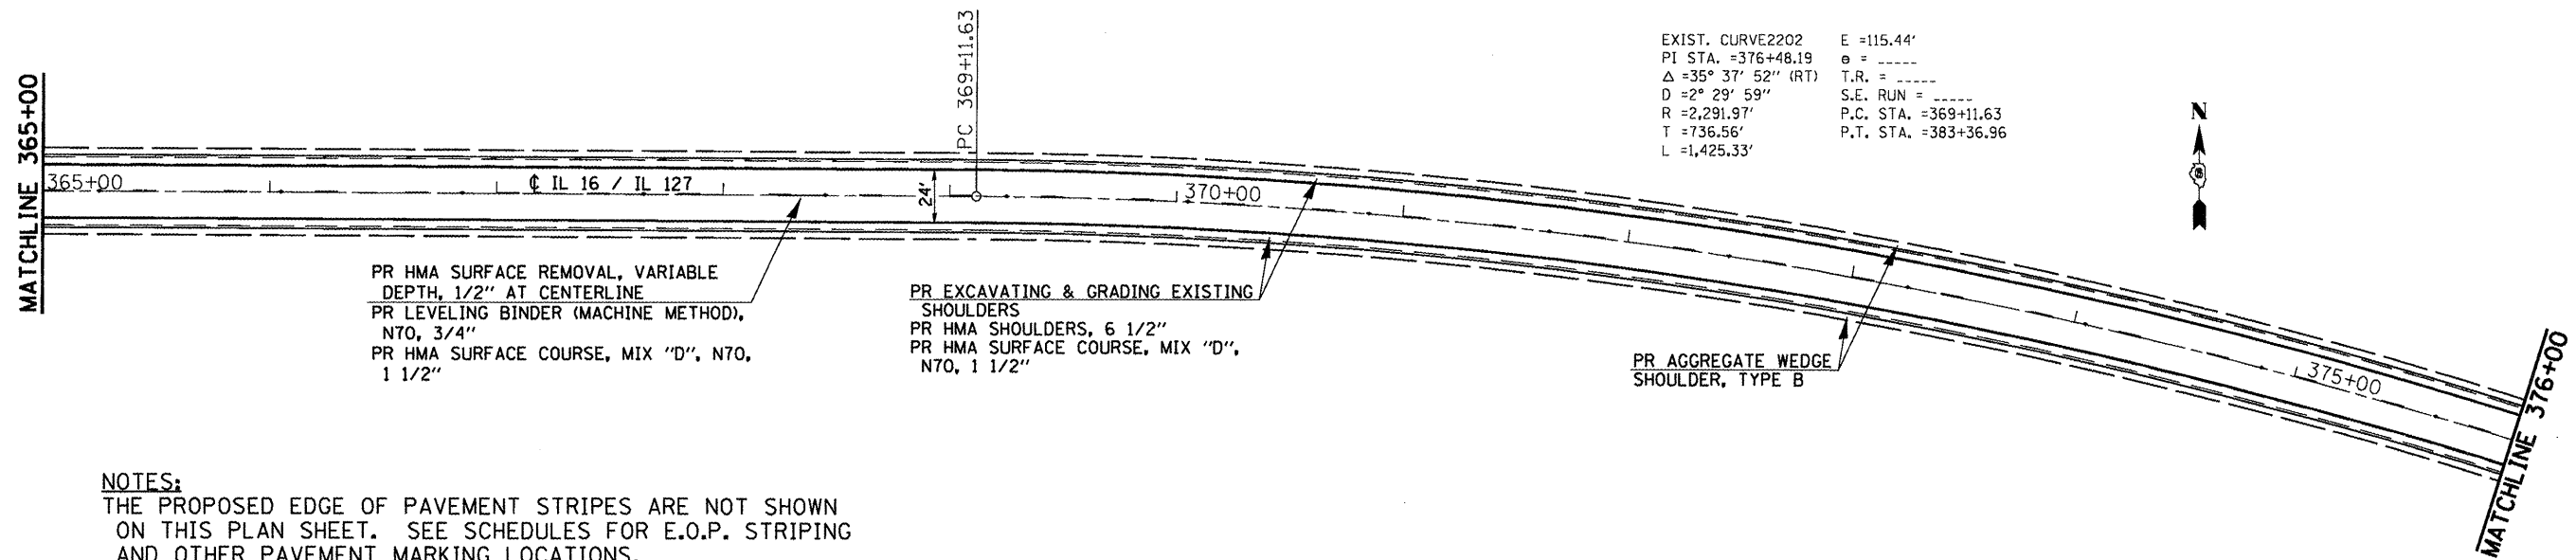 MATCHLINE 365+00
365+00
℄ IL 16 / IL 127
24'
PC 369+11.63
370+00
375+00
MATCHLINE 376+00
EXIST. CURVE2202
PI STA. =376+48.19
Δ =35° 37' 52" (RT)
D =2° 29' 59"
R =2,291.97'
T =736.56'
L =1,425.33'
E =115.44'
e = _____
T.R. = _____
S.E. RUN = _____
P.C. STA. =369+11.63
P.T. STA. =383+36.96
N
PR HMA SURFACE REMOVAL, VARIABLE
DEPTH, 1/2" AT CENTERLINE
PR LEVELING BINDER (MACHINE METHOD),
N70, 3/4"
PR HMA SURFACE COURSE, MIX "D", N70,
1 1/2"
PR EXCAVATING & GRADING EXISTING
SHOULDERS
PR HMA SHOULDERS, 6 1/2"
PR HMA SURFACE COURSE, MIX "D",
N70, 1 1/2"
PR AGGREGATE WEDGE
SHOULDER, TYPE B
NOTES:
THE PROPOSED EDGE OF PAVEMENT STRIPES ARE NOT SHOWN
ON THIS PLAN SHEET. SEE SCHEDULES FOR E.O.P. STRIPING
AND OTHER PAVEMENT MARKING LOCATIONS.